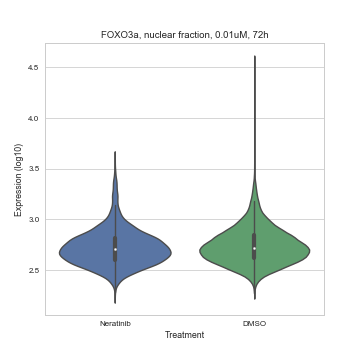 FOXO3a, nuclear fraction, 0.01uM, 72h
4.5
4.0
3.5
3.0
2.5
Expression (log10)
Neratinib DMSO
Treatment